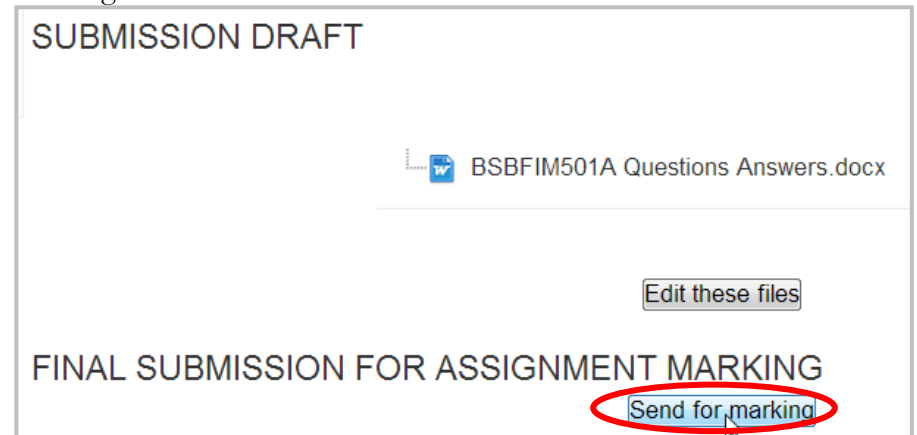 SUBMISSION DRAFT
BSBFIM501A Questions Answers.docx
Edit these files
FINAL SUBMISSION FOR ASSIGNMENT MARKING
Send for marking